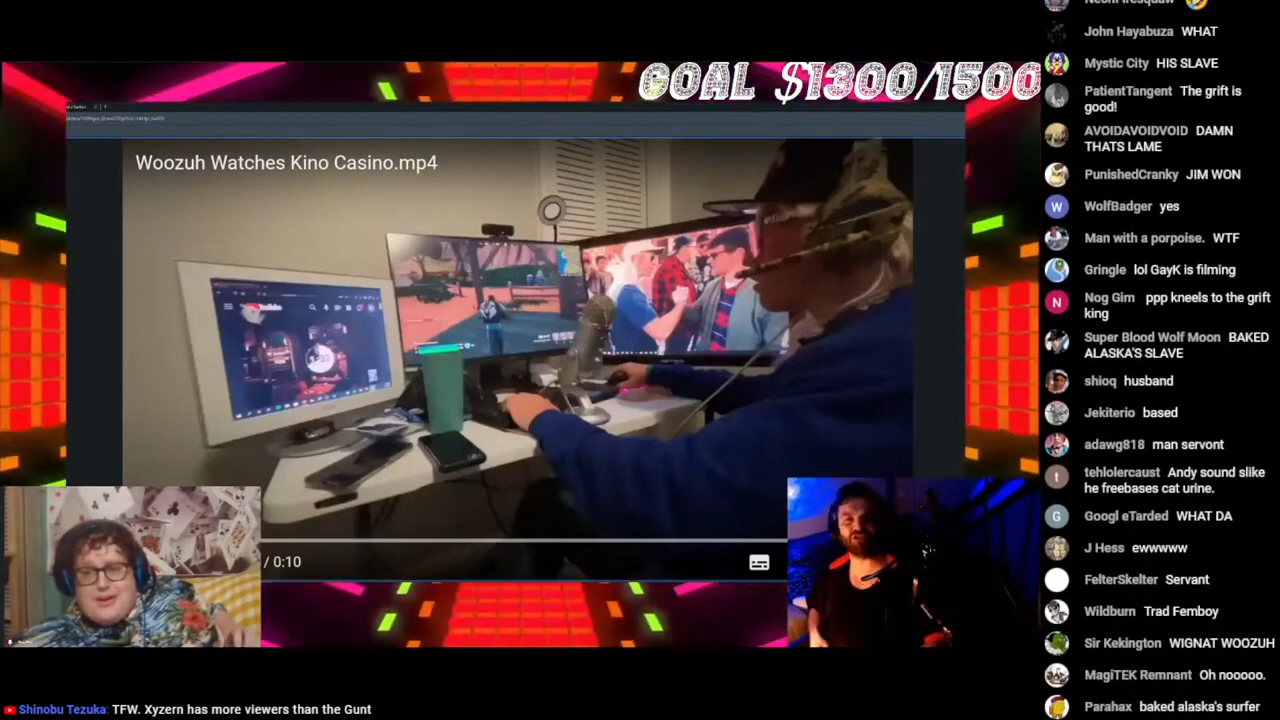 GOAL $1300/1500
Woozuh Watches Kino Casino.mp4
/ 0:10
Shinobu Tezuka: TFW. Xyzern has more viewers than the Gunt
John Hayabuza WHAT
Mystic City HIS SLAVE
PatientTangent The grift is
good!
AVOIDAVOIDVOID DAMN
THATS LAME
PunishedCranky JIM WON
W
WolfBadger yes
Man with a porpoise. WTF
Gringle lol GayK is filming
N
Nog Gim ppp kneels to the grift
king
Super Blood Wolf Moon BAKED
ALASKA'S SLAVE
shioq husband
Jekiterio based
adawg818 man servont
t
tehlolercaust Andy sound slike
he freebases cat urine.
G
Googl eTarded WHAT DA
J Hess ewwwww
FelterSkelter Servant
Wildburn Trad Femboy
Sir Kekington WIGNAT WOOZUH
MagiTEK Remnant Oh nooooo.
Parahax baked alaska's surfer